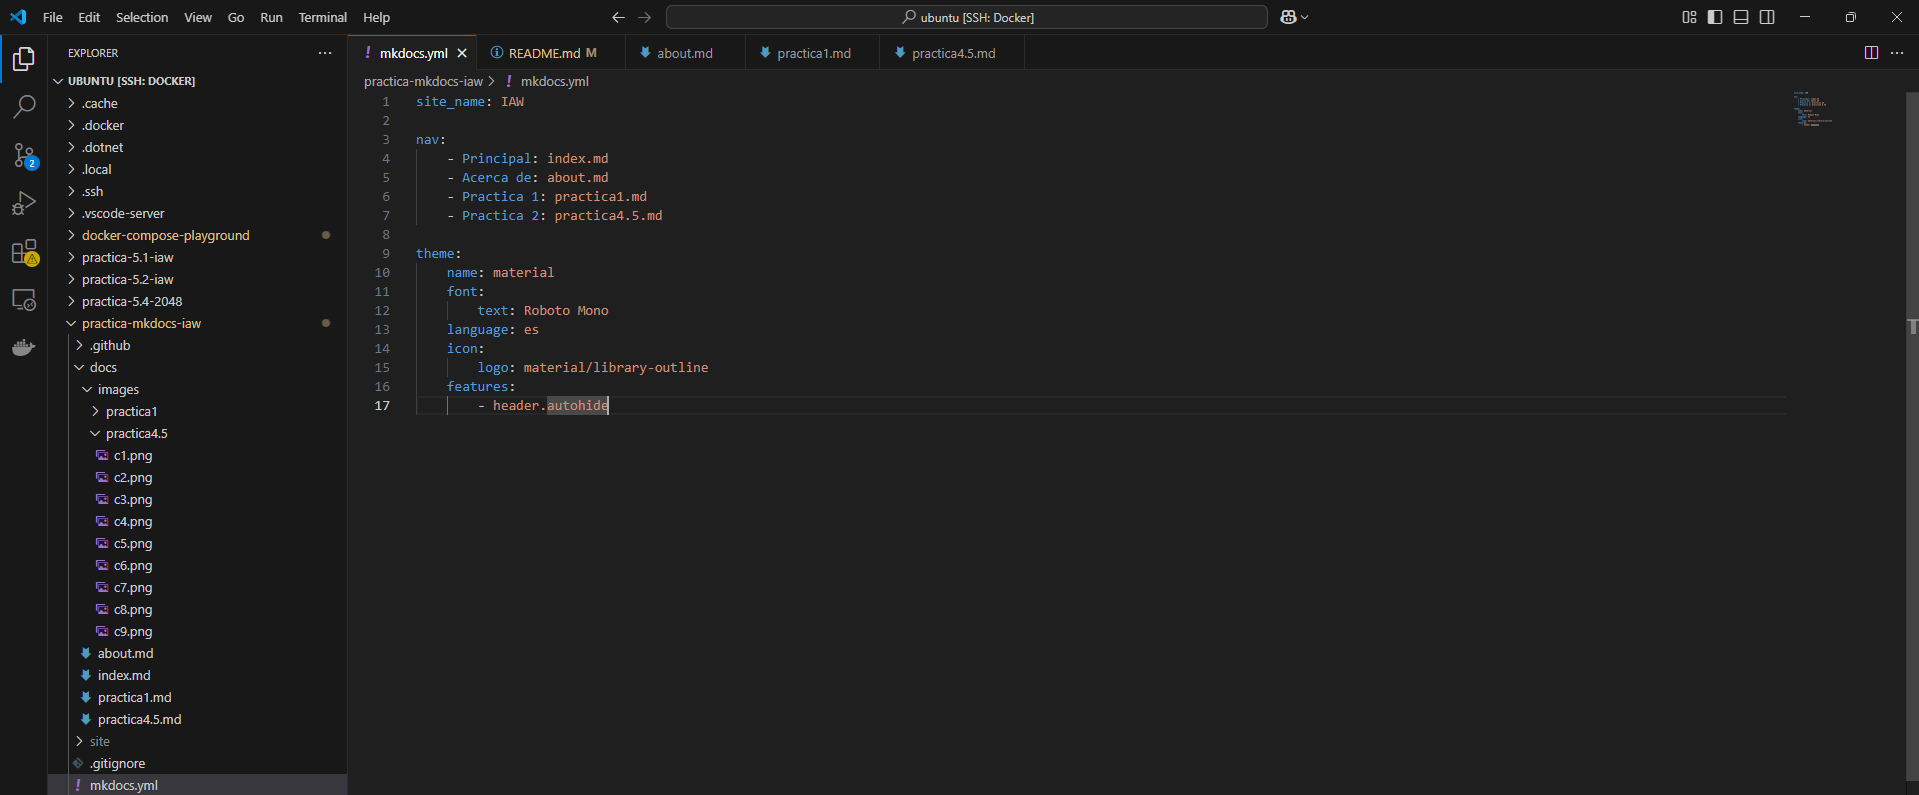 File Edit Selection View Go Run Terminal Help
ubuntu [SSH: Docker]
EXPLORER
UBUNTU [SSH: DOCKER]
.cache
.docker
.dotnet
.local
.ssh
.vscode-server
docker-compose-playground
practica-5.1-iaw
practica-5.2-iaw
practica-5.4-2048
practica-mkdocs-iaw
.github
docs
images
practica1
practica4.5
c1.png
c2.png
c3.png
c4.png
c5.png
c6.png
c7.png
c8.png
c9.png
about.md
index.md
practica1.md
practica4.5.md
site
.gitignore
mkdocs.yml
2
mkdocs.yml README.md M about.md practica1.md practica4.5.md
practica-mkdocs-iaw > mkdocs.yml
1 site_name: IAW
2
3 nav:
4 - Principal: index.md
5 - Acerca de: about.md
6 - Practica 1: practica1.md
7 - Practica 2: practica4.5.md
8
9 theme:
10 name: material
11 font:
12 text: Roboto Mono
13 language: es
14 icon:
15 logo: material/library-outline
16 features:
17 - header.autohide